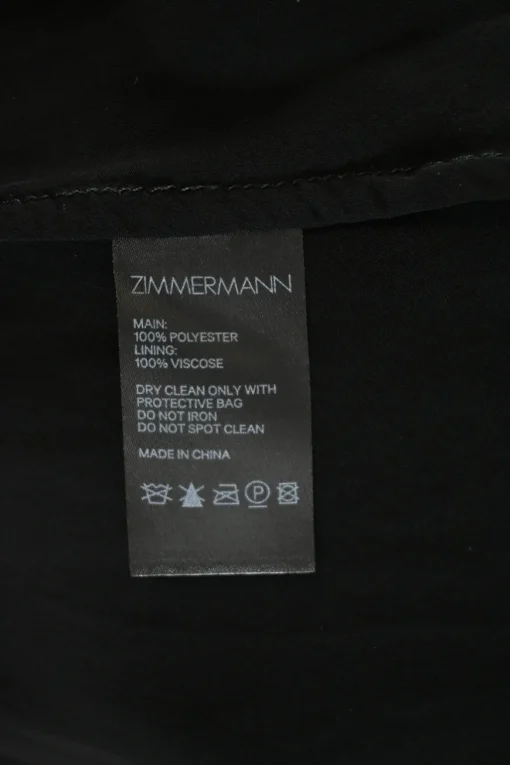 ZIMMERMANN
MAIN:
100% POLYESTER
LINING:
100% VISCOSE
DRY CLEAN ONLY WITH
PROTECTIVE BAG
DO NOT IRON
DO NOT SPOT CLEAN
MADE IN CHINA
P